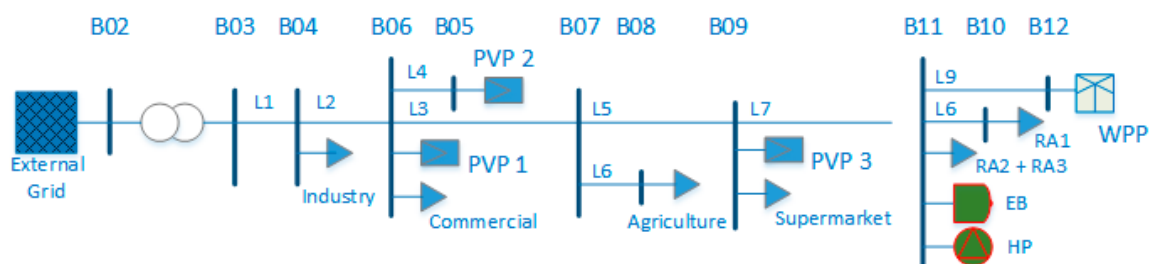 B02 B03 B04 B06 B05 B07 B08 B09 B11 B10 B12
PVP 2
L4
L9
L1 L2 L3 L5 L7 L6
WPP
RA1
External
Grid
Industry
PVP 1
L6
PVP 3
RA2 + RA3
Commercial
Agriculture
Supermarket
EB
HP